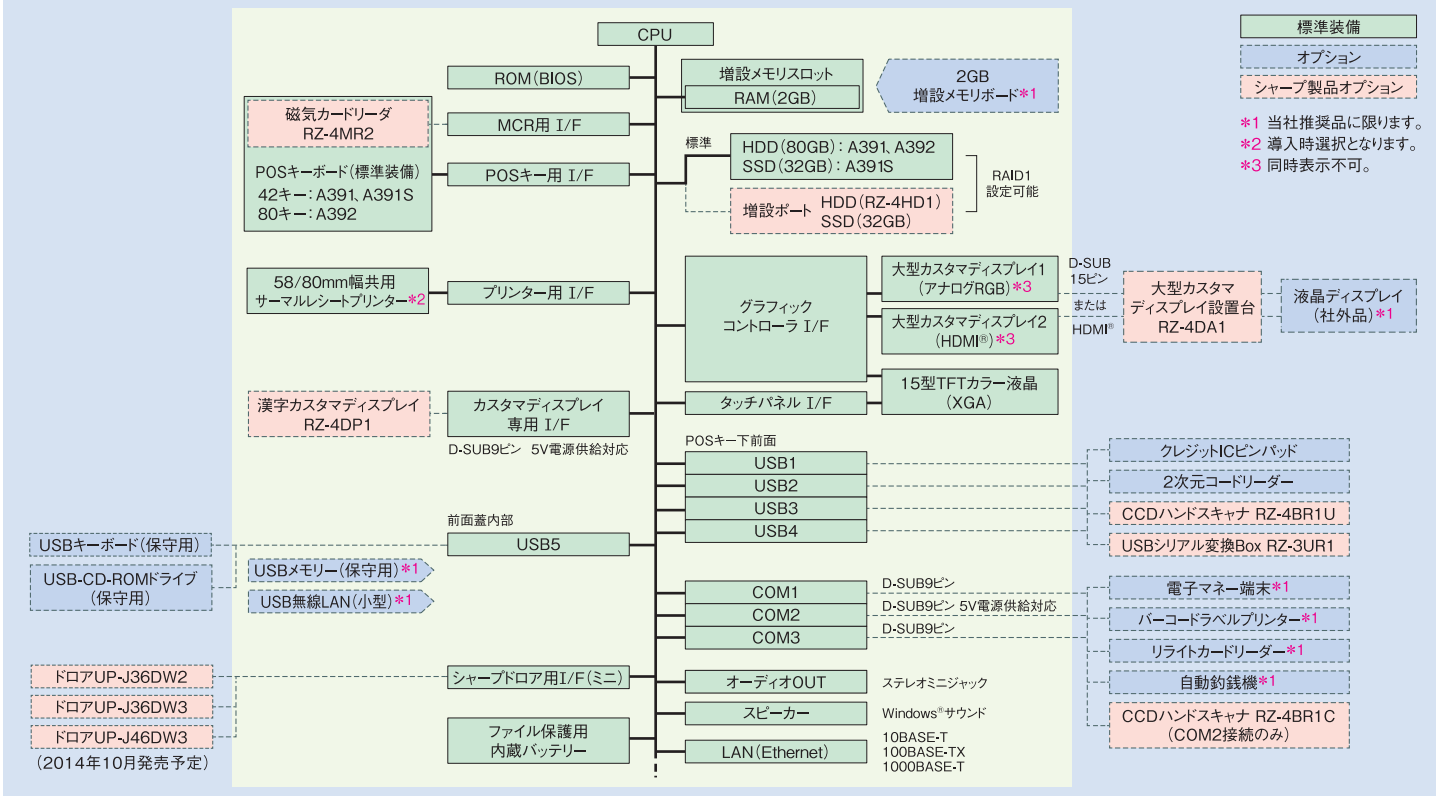 CPU
ROM(BIOS)
磁気カードリーダ
RZ-4MR2
MCR用 I/F
POSキーボード(標準装備)
42キー:A391、A391S
80キー:A392
POSキー用 I/F
増設メモリスロット
RAM(2GB)
2GB
増設メモリボード*1
標準
HDD(80GB):A391、A392
SSD(32GB):A391S
増設ポート HDD(RZ-4HD1)
SSD(32GB)
RAID1
設定可能
標準装備
オプション
シャープ製品オプション
*1 当社推奨品に限ります。
*2 導入時選択となります。
*3 同時表示不可。
58/80mm幅共用
サーマルレシートプリンター*2
プリンター用 I/F
グラフィック
コントローラ I/F
大型カスタマディスプレイ1
(アナログRGB)*3
大型カスタマディスプレイ2
(HDMI®)*3
D-SUB
15ピン
または
HDMI®
大型カスタマ
ディスプレイ設置台
RZ-4DA1
液晶ディスプレイ
(社外品)*1
15型TFTカラー液晶
(XGA)
タッチパネル I/F
漢字カスタマディスプレイ
RZ-4DP1
カスタマディスプレイ
専用 I/F
D-SUB9ピン 5V電源供給対応
POSキー下前面
USB1
USB2
USB3
USB4
クレジットICピンパッド
2次元コードリーダー
CCDハンドスキャナ RZ-4BR1U
USBシリアル変換Box RZ-3UR1
前面蓋内部
USB5
USBキーボード(保守用)
USB-CD-ROMドライブ
(保守用)
USBメモリー(保守用)*1
USB無線LAN(小型)*1
COM1
COM2
COM3
D-SUB9ピン
D-SUB9ピン 5V電源供給対応
D-SUB9ピン
電子マネー端末*1
バーコードラベルプリンター*1
リライトカードリーダー*1
自動釣銭機*1
CCDハンドスキャナ RZ-4BR1C
(COM2接続のみ)
ドロアUP-J36DW2
ドロアUP-J36DW3
ドロアUP-J46DW3
(2014年10月発売予定)
シャープドロア用I/F(ミニ)
ファイル保護用
内蔵バッテリー
オーディオOUT
ステレオミニジャック
スピーカー
Windows®サウンド
LAN(Ethernet)
10BASE-T
100BASE-TX
1000BASE-T